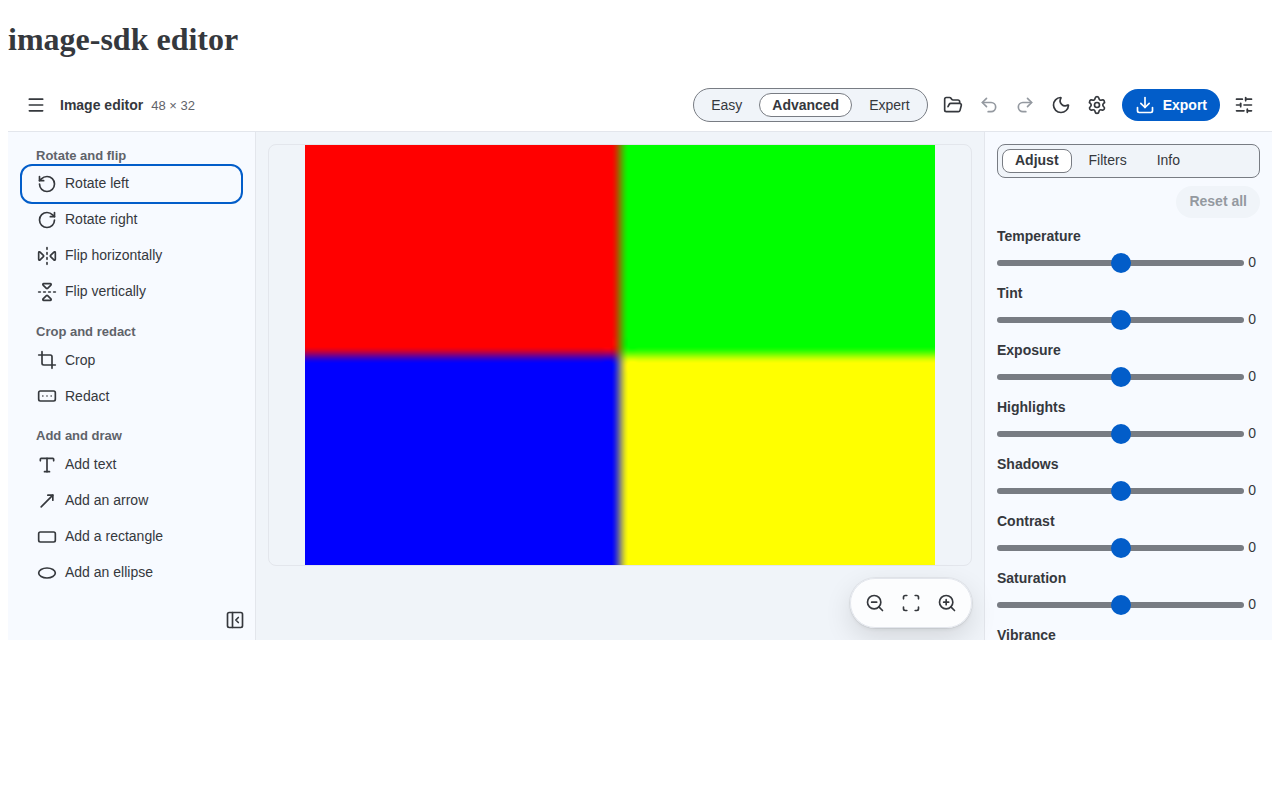 image-sdk editor
Image editor 48 × 32 Easy Advanced Expert Export
Rotate and flip
Rotate left
Rotate right
Flip horizontally
Flip vertically
Crop and redact
Crop
Redact
Add and draw
Add text
Add an arrow
Add a rectangle
Add an ellipse
Adjust Filters Info
Reset all
Temperature
0
Tint
0
Exposure
0
Highlights
0
Shadows
0
Contrast
0
Saturation
0
Vibrance